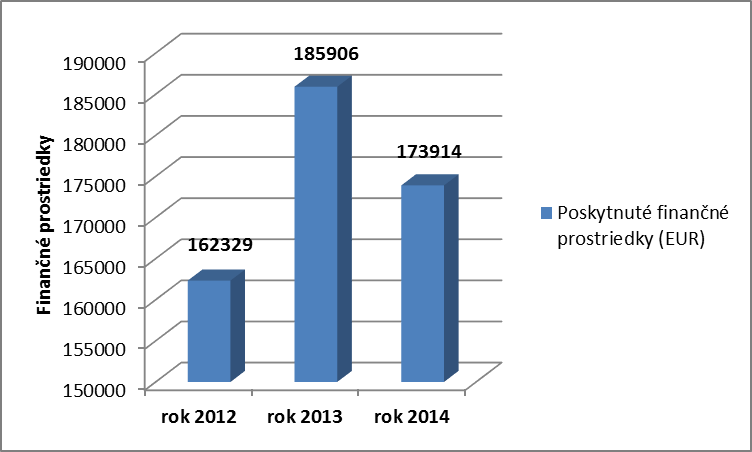 Finančné prostriedky
190000
185000
180000
175000
170000
165000
160000
155000
150000
162329
185906
173914
rok 2012
rok 2013
rok 2014
Poskytnuté finančné
prostriedky (EUR)